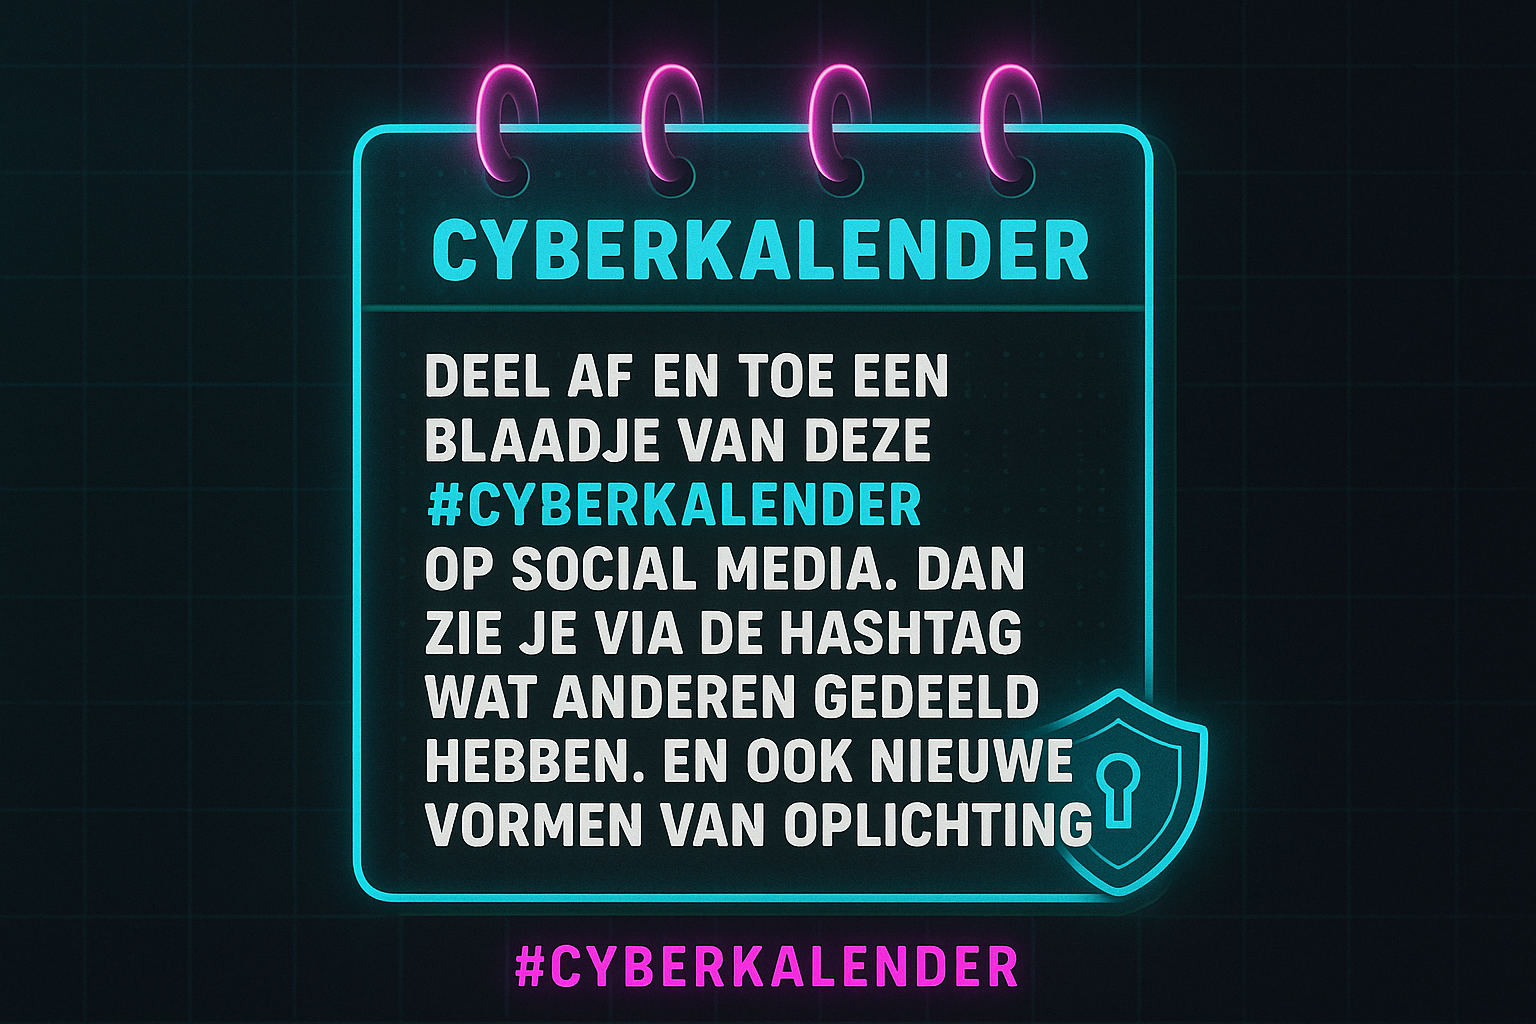 CYBERKALENDER
DEEL AF EN TOE EEN
BLAADJE VAN DEZE
#CYBERKALENDER
OP SOCIAL MEDIA. DAN
ZIE JE VIA DE HASHTAG
WAT ANDEREN GEDEELD
HEBBEN. EN OOK NIEUWE
VORMEN VAN OPLICHTING
#CYBERKALENDER